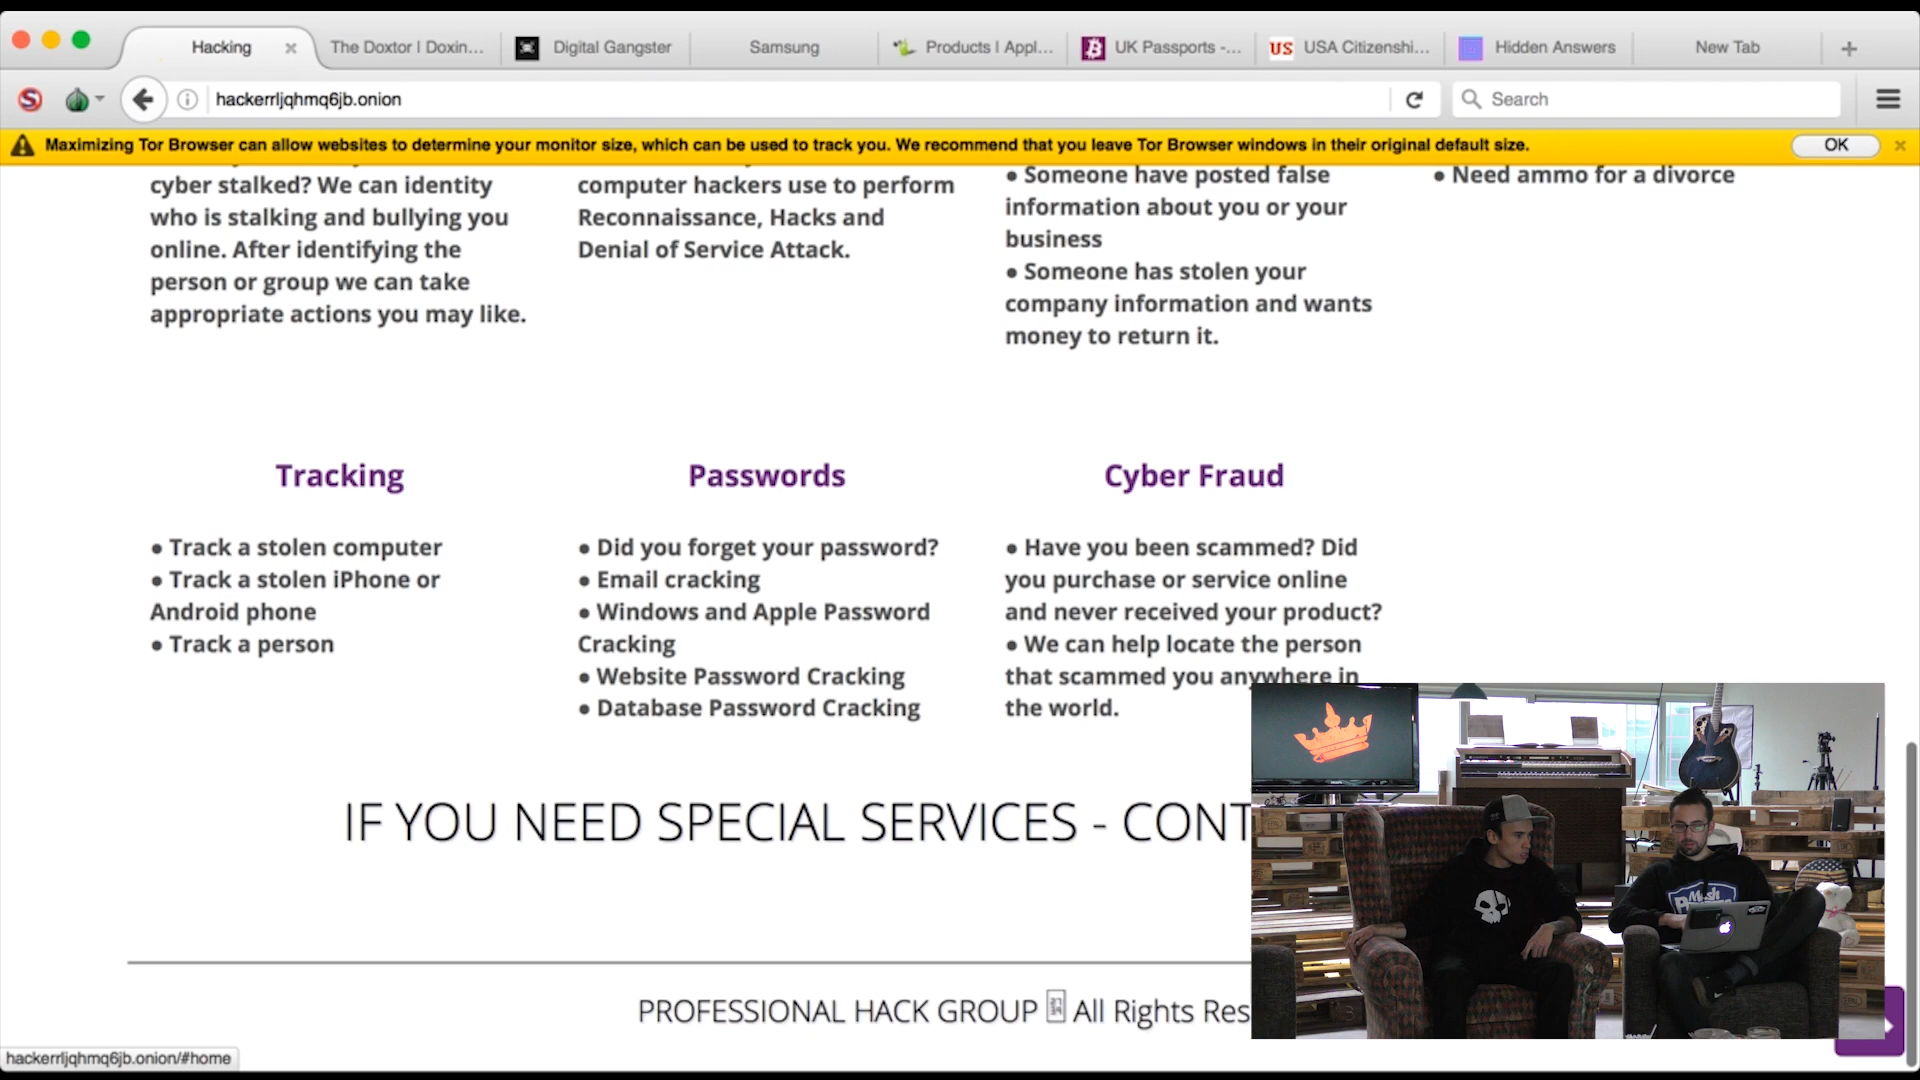 Hacking
The Doxtor | Doxin...
Digital Gangster
Samsung
Products | Appl...
UK Passports -...
US
USA Citizenshi...
Hidden Answers
New Tab
hackerrljqhmq6jb.onion
Search
Maximizing Tor Browser can allow websites to determine your monitor size, which can be used to track you. We recommend that you leave Tor Browser windows in their original default size.
OK
cyber stalked? We can identity
who is stalking and bullying you
online. After identifying the
person or group we can take
appropriate actions you may like.
computer hackers use to perform
Reconnaissance, Hacks and
Denial of Service Attack.
● Someone have posted false
information about you or your
business
● Someone has stolen your
company information and wants
money to return it.
● Need ammo for a divorce
Tracking
● Track a stolen computer
● Track a stolen iPhone or
Android phone
● Track a person
Passwords
● Did you forget your password?
● Email cracking
● Windows and Apple Password
Cracking
● Website Password Cracking
● Database Password Cracking
Cyber Fraud
● Have you been scammed? Did
you purchase or service online
and never received your product?
● We can help locate the person
that scammed you anywhere in
the world.
IF YOU NEED SPECIAL SERVICES - CONT
PROFESSIONAL HACK GROUP All Rights Res
hackerrljqhmq6jb.onion/#home